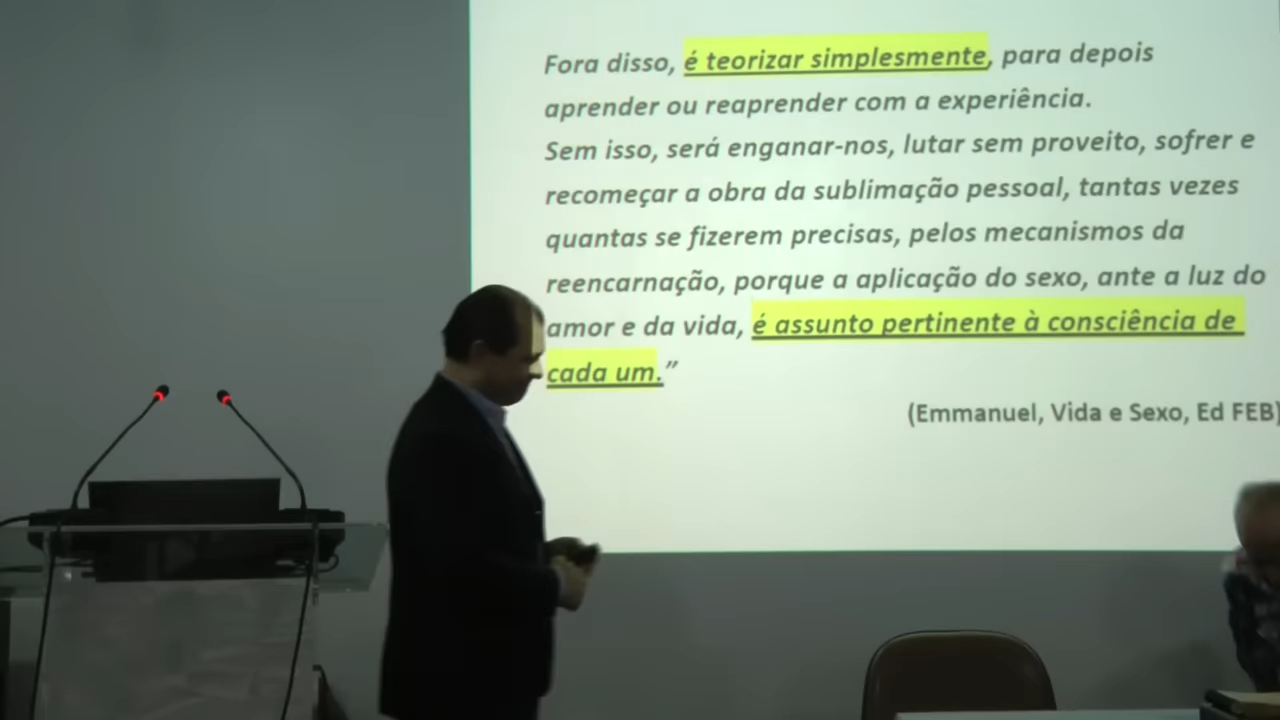 Fora disso, é teorizar simplesmente, para depois
aprender ou reaprender com a experiência.
Sem isso, será enganar-nos, lutar sem proveito, sofrer e
recomeçar a obra da sublimação pessoal, tantas vezes
quantas se fizerem precisas, pelos mecanismos da
reencarnação, porque a aplicação do sexo, ante a luz do
amor e da vida, é assunto pertinente à consciência de
cada um.”
(Emmanuel, Vida e Sexo, Ed FEB)